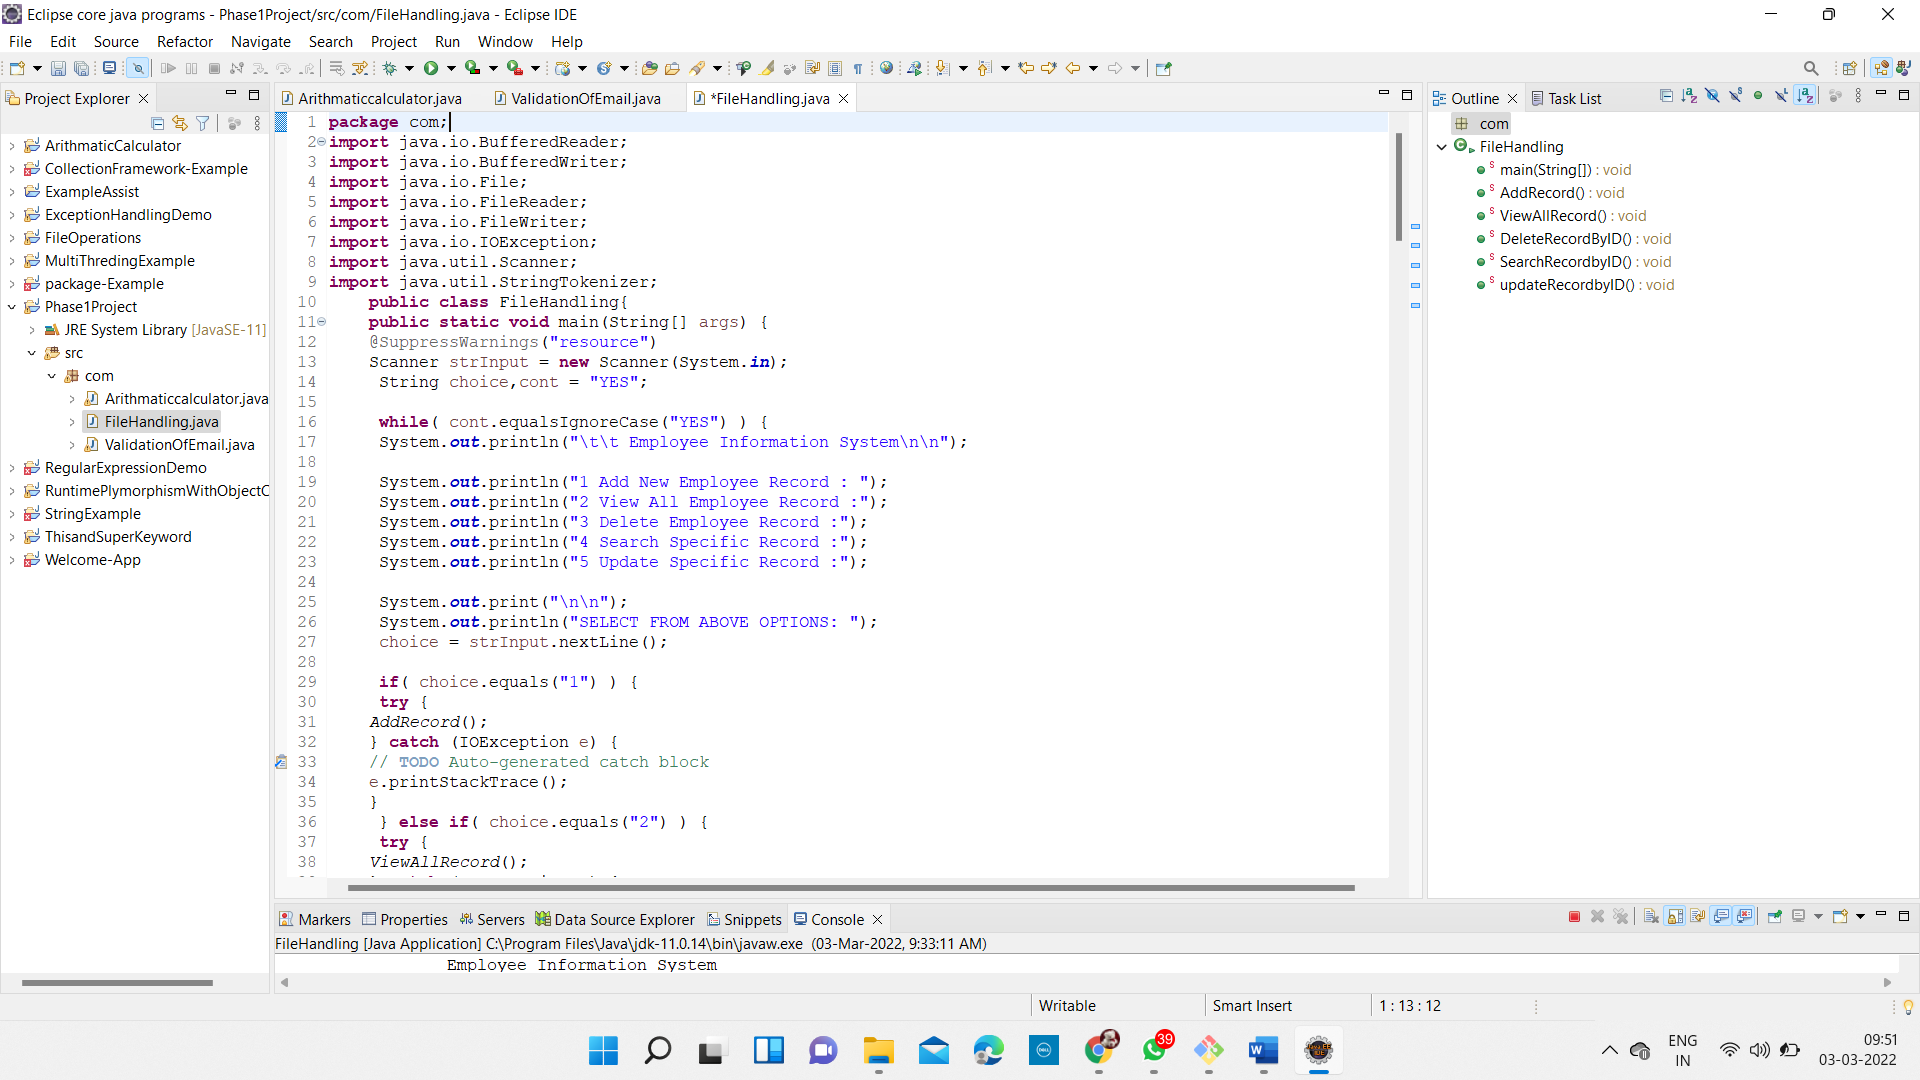 Eclipse core java programs - Phase1Project/src/com/FileHandling.java - Eclipse IDE
File Edit Source Refactor Navigate Search Project Run Window Help
Project Explorer
ArithmaticCalculator
CollectionFramework-Example
ExampleAssist
ExceptionHandlingDemo
FileOperations
MultiThredingExample
package-Example
Phase1Project
JRE System Library [JavaSE-11]
src
com
Arithmaticcalculator.java
FileHandling.java
ValidationOfEmail.java
RegularExpressionDemo
RuntimePlymorphismWithObjectC
StringExample
ThisandSuperKeyword
Welcome-App
Arithmaticcalculator.java ValidationOfEmail.java *FileHandling.java
1 package com;
2 import java.io.BufferedReader;
3 import java.io.BufferedWriter;
4 import java.io.File;
5 import java.io.FileReader;
6 import java.io.FileWriter;
7 import java.io.IOException;
8 import java.util.Scanner;
9 import java.util.StringTokenizer;
10 public class FileHandling{
11 public static void main(String[] args) {
12 @SuppressWarnings("resource")
13 Scanner strInput = new Scanner(System.in);
14 String choice,cont = "YES";
15
16 while( cont.equalsIgnoreCase("YES") ) {
17 System.out.println("\t\t Employee Information System\n\n");
18
19 System.out.println("1 Add New Employee Record : ");
20 System.out.println("2 View All Employee Record :");
21 System.out.println("3 Delete Employee Record :");
22 System.out.println("4 Search Specific Record :");
23 System.out.println("5 Update Specific Record :");
24
25 System.out.print("\n\n");
26 System.out.println("SELECT FROM ABOVE OPTIONS: ");
27 choice = strInput.nextLine();
28
29 if( choice.equals("1") ) {
30 try {
31 AddRecord();
32 } catch (IOException e) {
33 // TODO Auto-generated catch block
34 e.printStackTrace();
35 }
36 } else if( choice.equals("2") ) {
37 try {
38 ViewAllRecord();
Outline Task List
com
FileHandling
main(String[]) : void
AddRecord() : void
ViewAllRecord() : void
DeleteRecordByID() : void
SearchRecordbyID() : void
updateRecordbyID() : void
Markers Properties Servers Data Source Explorer Snippets Console
FileHandling [Java Application] C:\Program Files\Java\jdk-11.0.14\bin\javaw.exe (03-Mar-2022, 9:33:11 AM)
Employee Information System
Writable Smart Insert 1 : 13 : 12
39
ENG
IN
09:51
03-03-2022